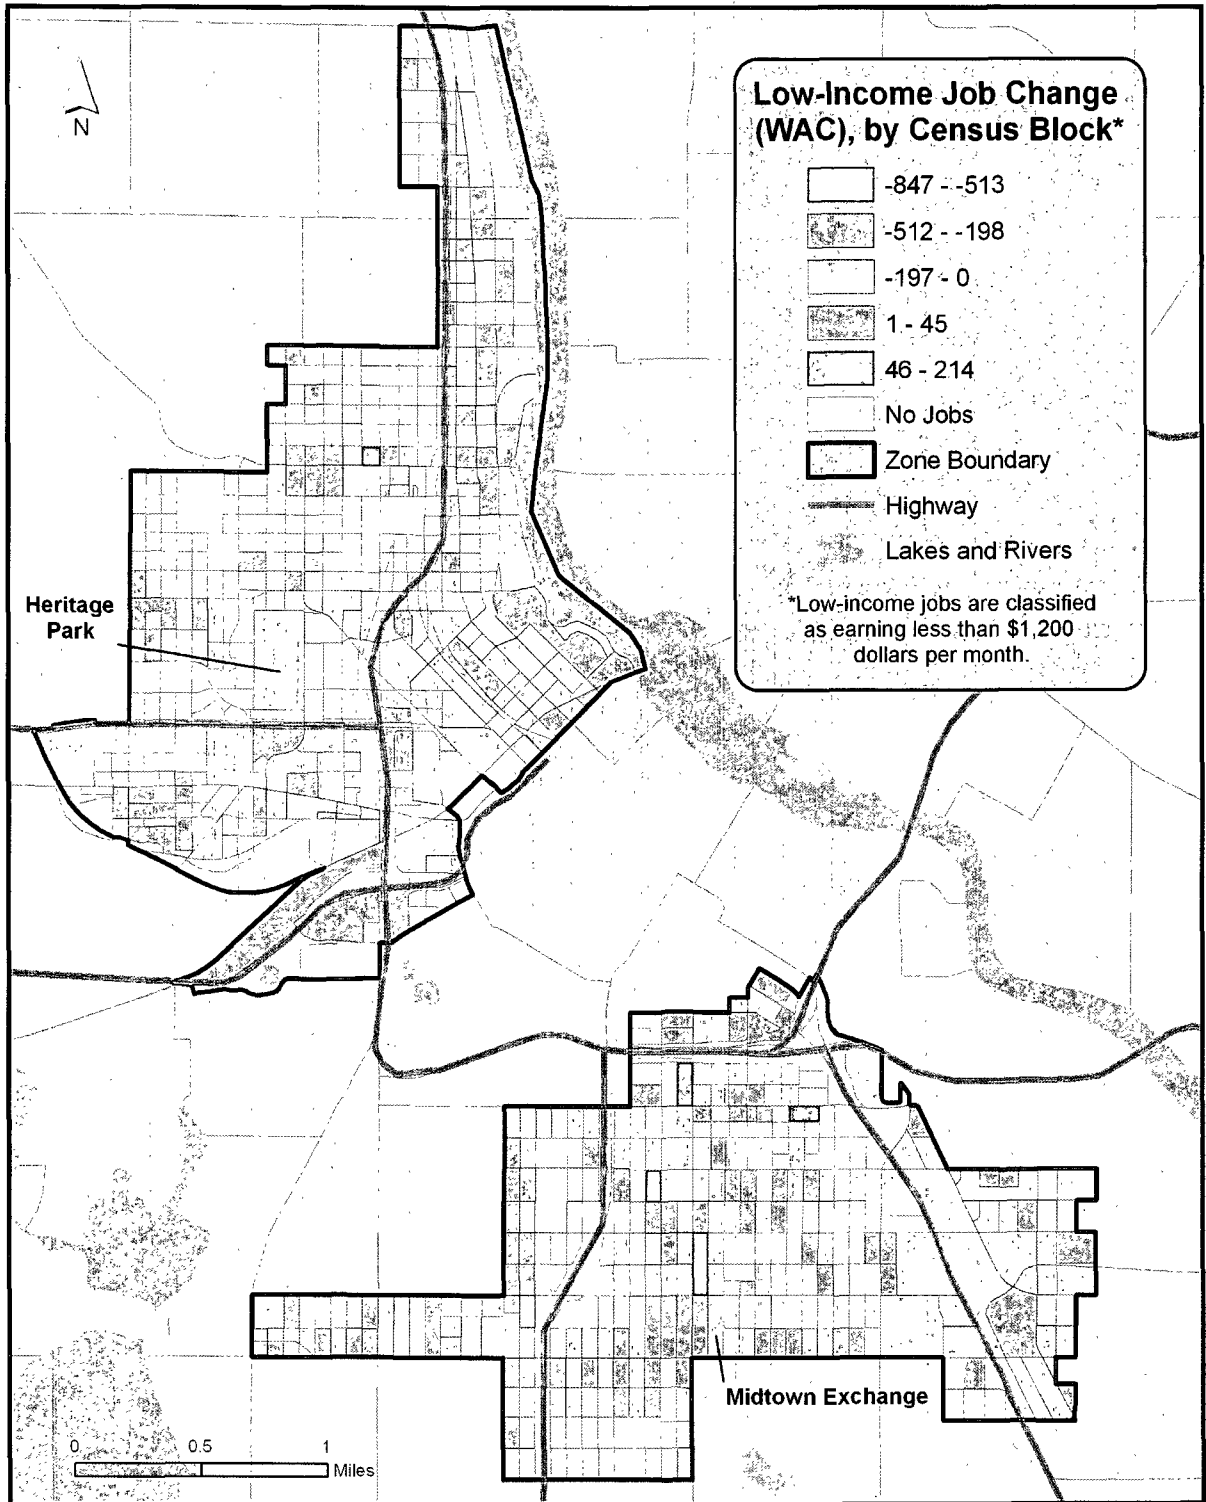 N
Low-Income Job Change
(WAC), by Census Block*
-847 - -513
-512 - -198
-197 - 0
1 - 45
46 - 214
No Jobs
Zone Boundary
Highway
Lakes and Rivers
*Low-income jobs are classified
as earning less than $1,200
dollars per month.
Heritage
Park
Midtown Exchange
0 0.5 1
Miles